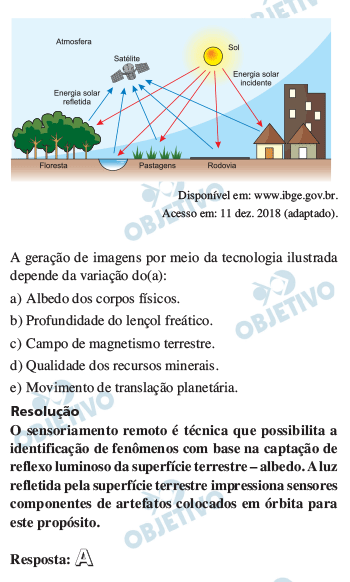 OBJETIVO
Atmosfera
Sol
Satélite
Energia solar
incidente
Energia solar
refletida
Floresta
Pastagens
Rodovia
Disponível em: www.ibge.gov.br.
Acesso em: 11 dez. 2018 (adaptado).
OBJETIVO
A geração de imagens por meio da tecnologia ilustrada
depende da variação do(a):
a) Albedo dos corpos físicos.
b) Profundidade do lençol freático.
c) Campo de magnetismo terrestre.
d) Qualidade dos recursos minerais.
e) Movimento de translação planetária.
OBJETIVO
OBJETIVO
Resolução
O sensoriamento remoto é técnica que possibilita a
identificação de fenômenos com base na captação de
reflexo luminoso da superfície terrestre – albedo. A luz
refletida pela superfície terrestre impressiona sensores
componentes de artefatos colocados em órbita para
este propósito.
OBJETIVO
Resposta: A